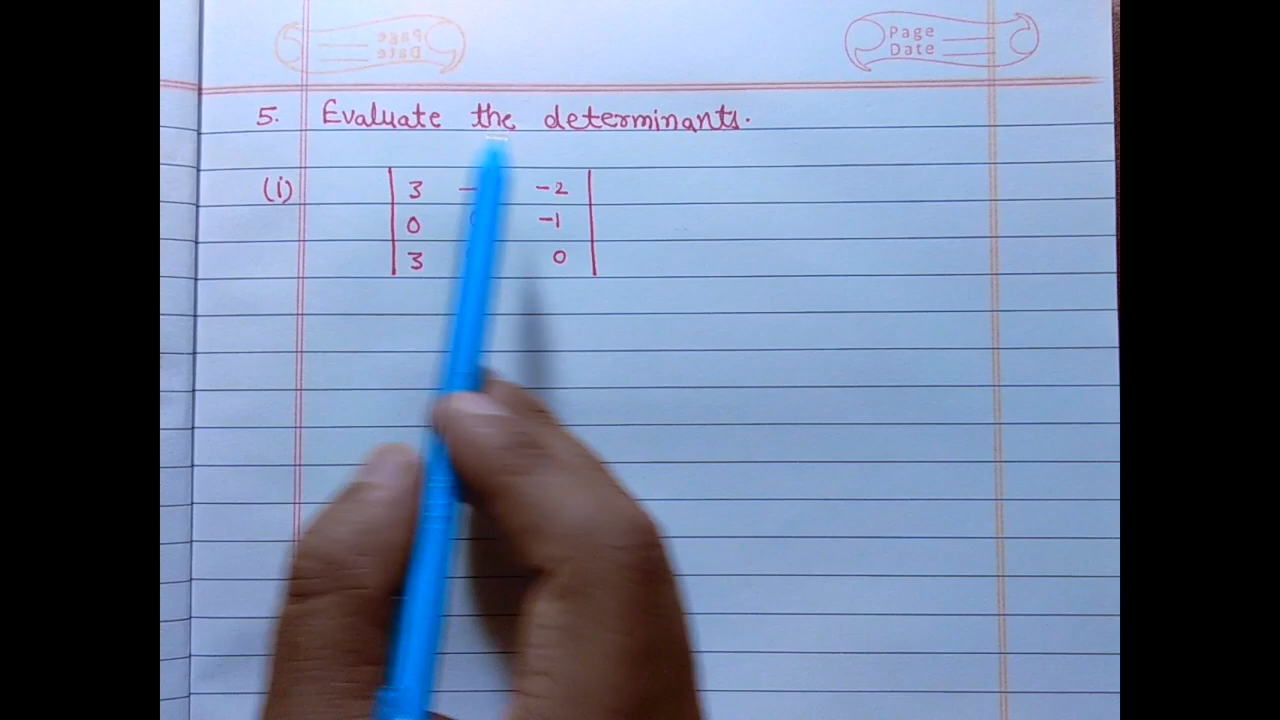 Page
Date
Page
Date
5. Evaluate the determinants.
(i) 3 - -2
0 -1
3 0